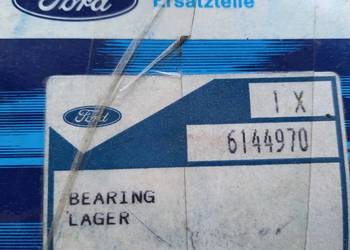 Ford
Ersatzteile
1 X
Ford
6144970
BEARING
LAGER